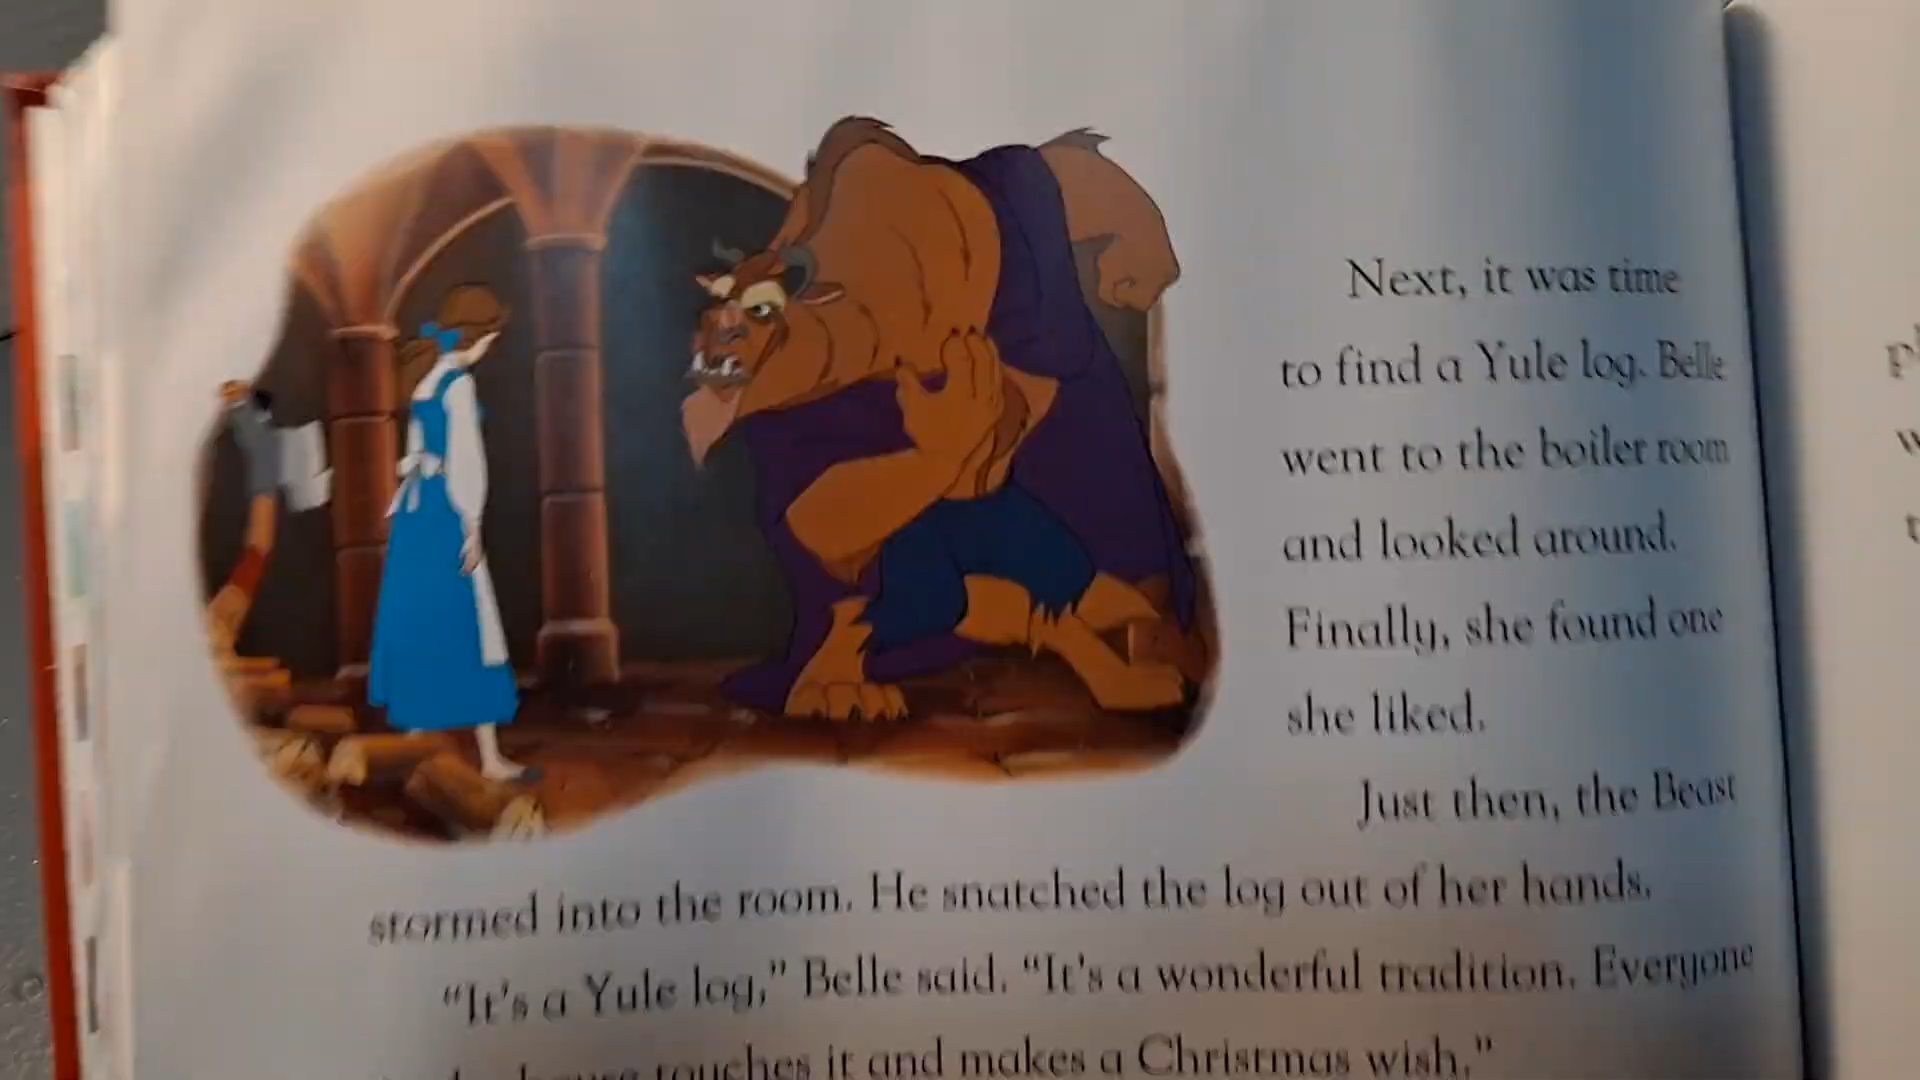 Next, it was time
to find a Yule log. Belle
went to the boiler room
and looked around.
Finally, she found one
she liked.
Just then, the Beast
stormed into the room. He snatched the log out of her hands.
"It's a Yule log," Belle said. "It's a wonderful tradition. Everyone
house touches it and makes a Christmas wish."